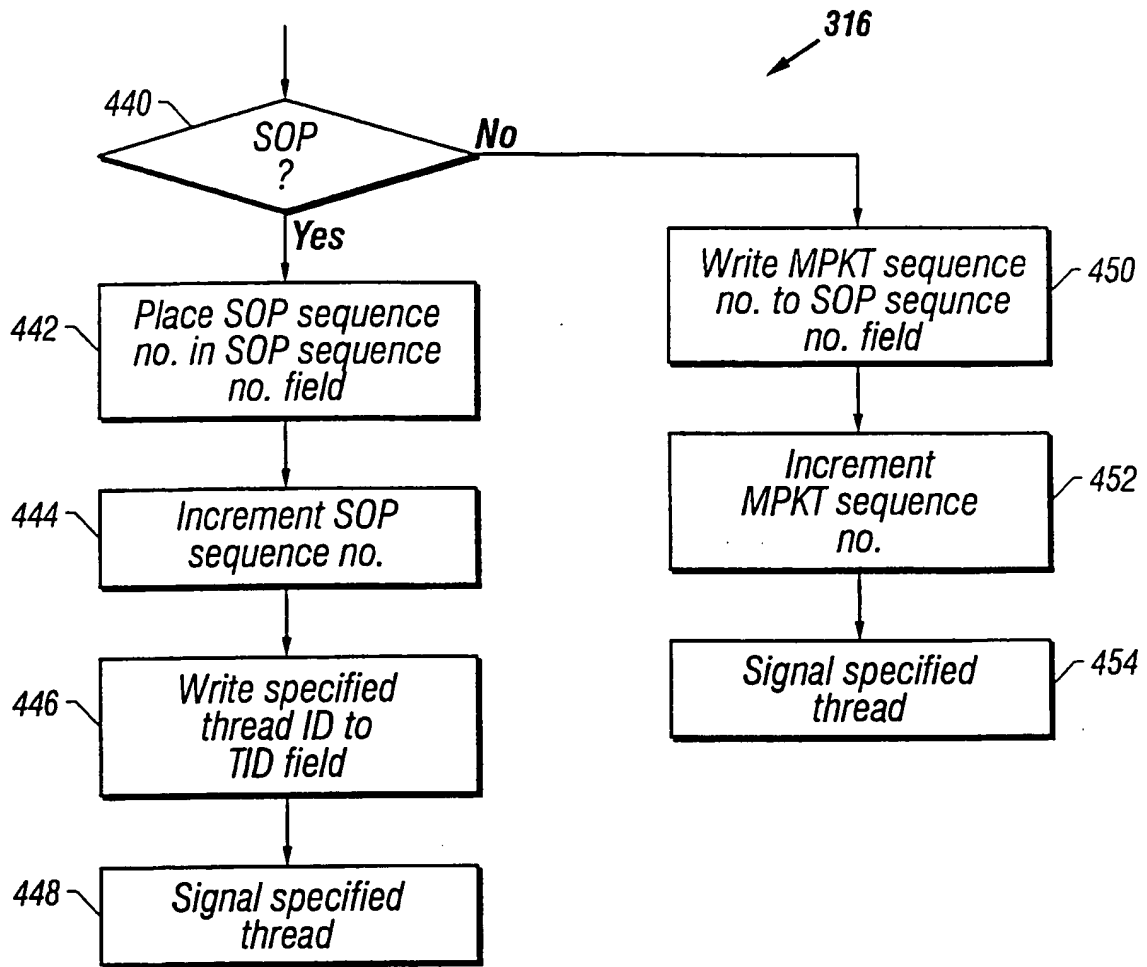 316
440
SOP
?
No
Yes
442
Place SOP sequence
no. in SOP sequence
no. field
444
Increment SOP
sequence no.
446
Write specified
thread ID to
TID field
448
Signal specified
thread
Write MPKT sequence
no. to SOP sequnce
no. field
450
Increment
MPKT sequence
no.
452
Signal specified
thread
454